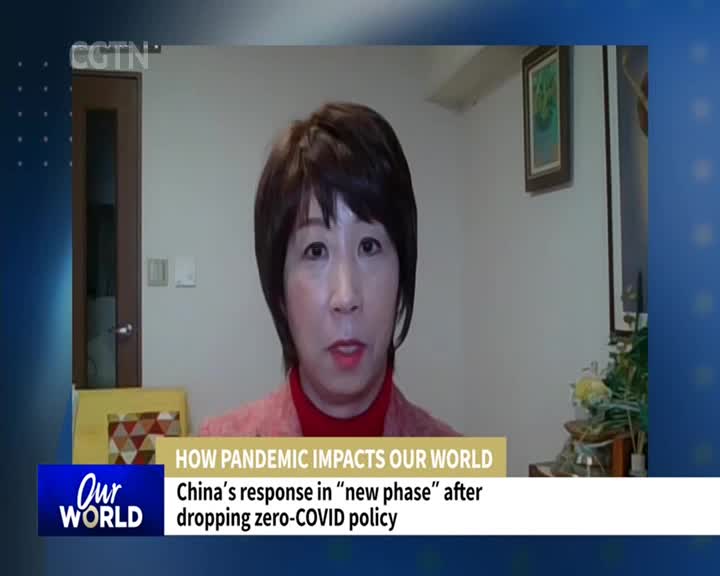 CGTN
HOW PANDEMIC IMPACTS OUR WORLD
Our
WORLD
China's response in “new phase” after
dropping zero-COVID policy